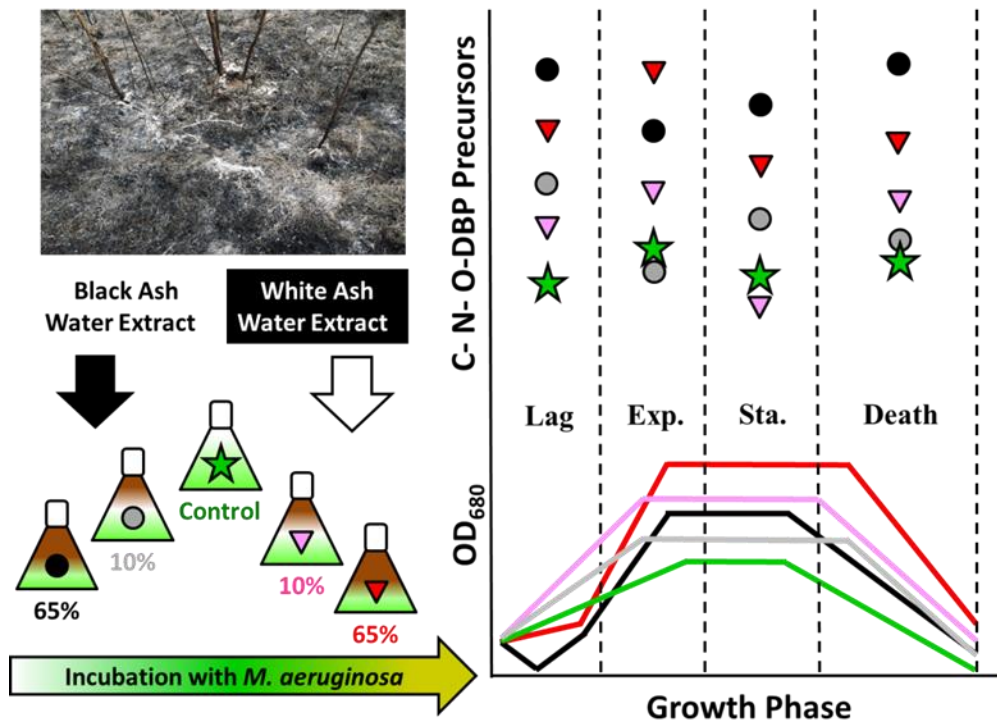 Black Ash
Water Extract
White Ash
Water Extract
Control
10%
10%
65%
65%
Incubation with M. aeruginosa
C- N- O-DBP Precursors
Lag
Exp.
Sta.
Death
OD680
Growth Phase